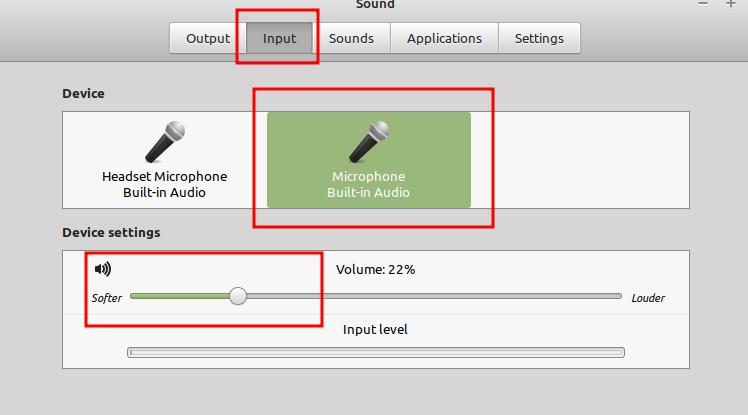 Sound
Output Input Sounds Applications Settings
Device
Headset Microphone
Built-in Audio
Microphone
Built-in Audio
Device settings
Volume: 22%
Softer Louder
Input level